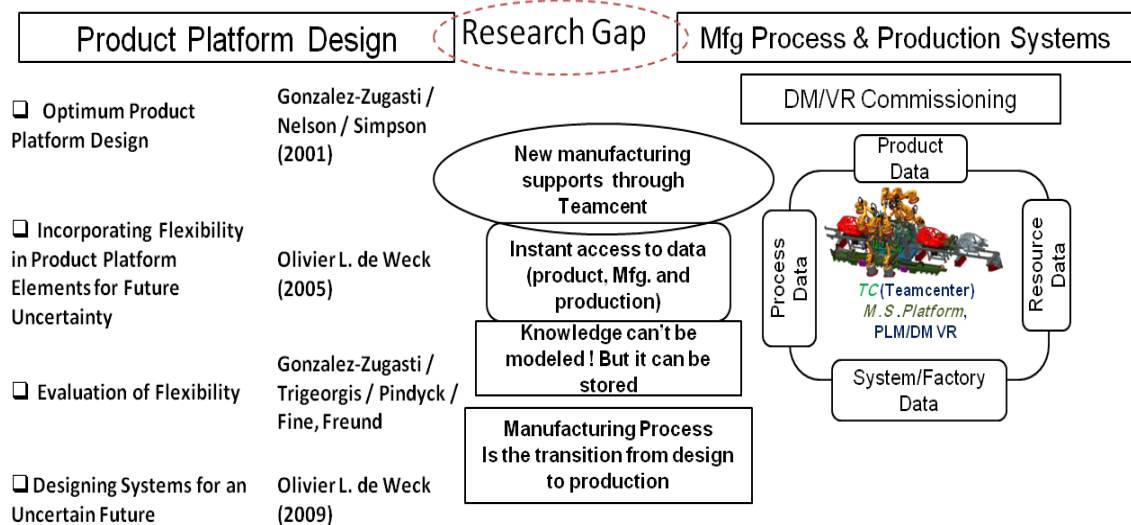 Product Platform Design
Research Gap
Mfg Process & Production Systems
❑ Optimum Product
Platform Design
Gonzalez-Zugasti /
Nelson / Simpson
(2001)
❑ Incorporating Flexibility
in Product Platform
Elements for Future
Uncertainty
Olivier L. de Weck
(2005)
❑ Evaluation of Flexibility
Gonzalez-Zugasti /
Trigeorgis / Pindyck /
Fine, Freund
❑ Designing Systems for an
Uncertain Future
Olivier L. de Weck
(2009)
New manufacturing
supports through
Teamcent
Instant access to data
(product, Mfg. and
production)
Knowledge can't be
modeled ! But it can be
stored
Manufacturing Process
Is the transition from design
to production
DM/VR Commissioning
Product
Data
Process
Data
Resource
Data
TC (Teamcenter)
M.S.Platform,
PLM/DM VR
System/Factory
Data